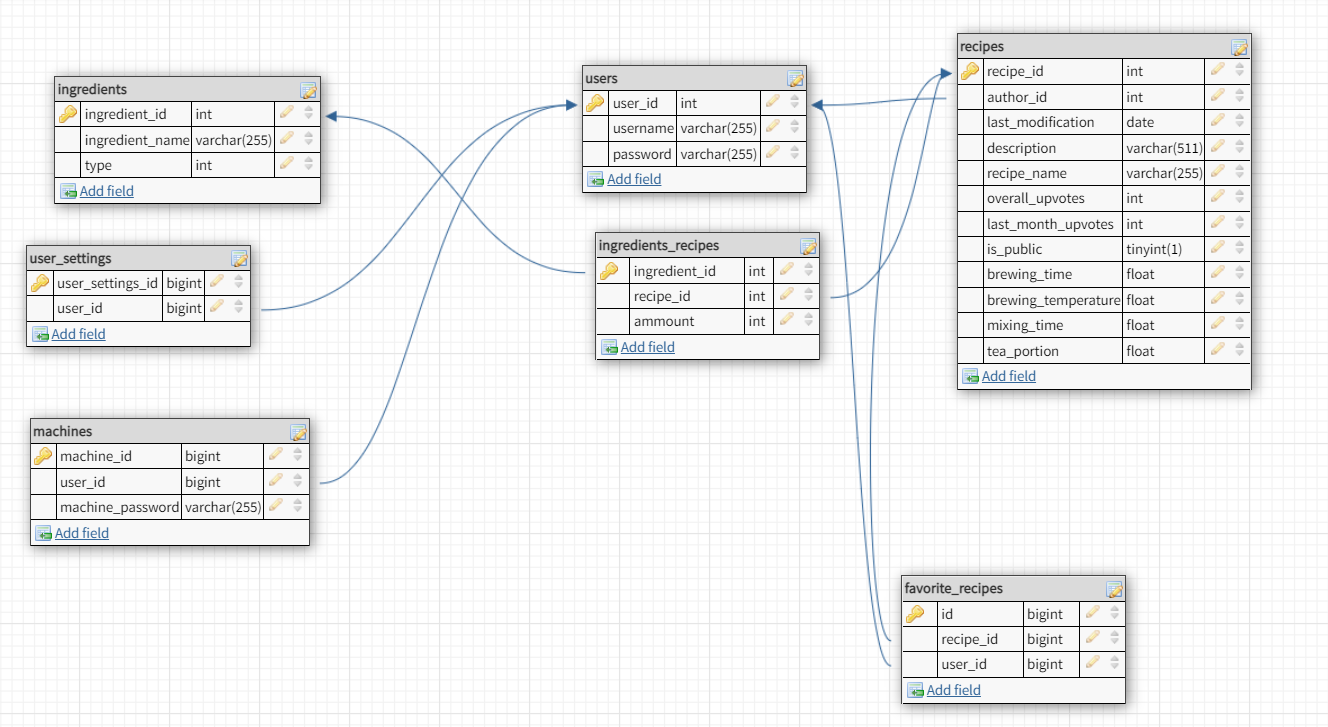 ingredients
ingredient_id int
ingredient_name varchar(255)
type int
Add field
users
user_id int
username varchar(255)
password varchar(255)
Add field
recipes
recipe_id int
author_id int
last_modification date
description varchar(511)
recipe_name varchar(255)
overall_upvotes int
last_month_upvotes int
is_public tinyint(1)
brewing_time float
brewing_temperature float
mixing_time float
tea_portion float
Add field
user_settings
user_settings_id bigint
user_id bigint
Add field
ingredients_recipes
ingredient_id int
recipe_id int
ammount int
Add field
machines
machine_id bigint
user_id bigint
machine_password varchar(255)
Add field
favorite_recipes
id bigint
recipe_id bigint
user_id bigint
Add field